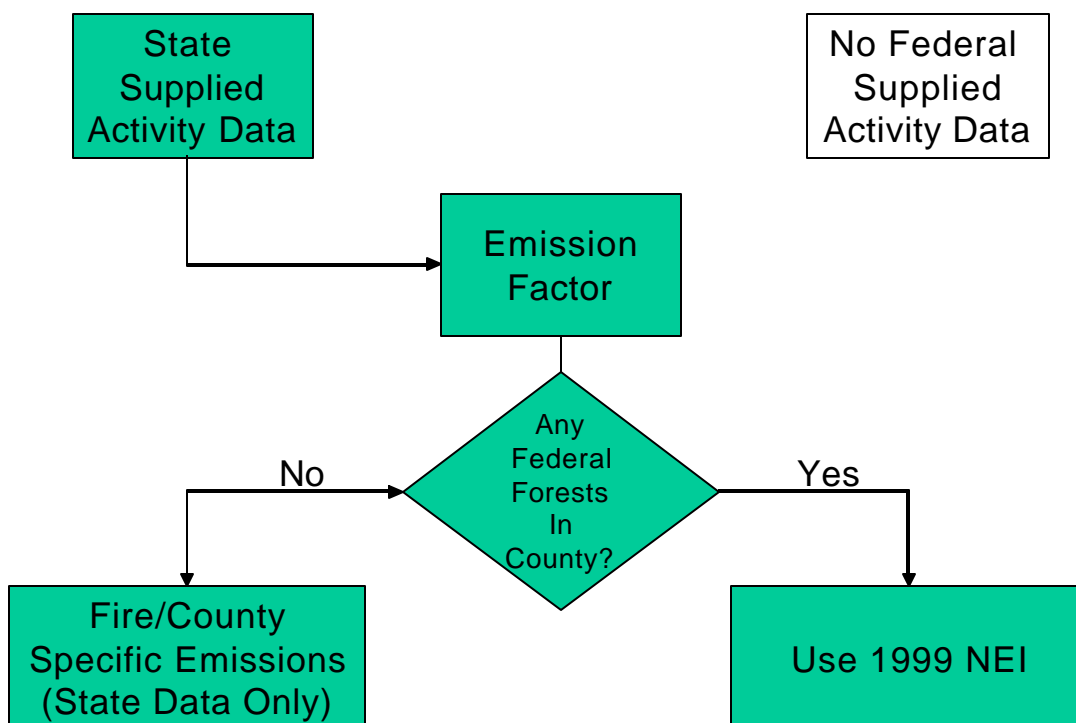 State
Supplied
Activity Data
No Federal
Supplied
Activity Data
Emission
Factor
Any
Federal
Forests
In
County?
No
Yes
Fire/County
Specific Emissions
(State Data Only)
Use 1999 NEI